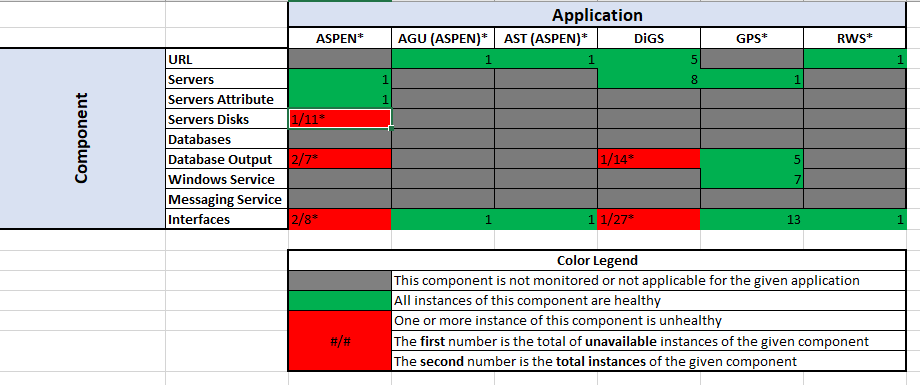 Application
ASPEN* AGU (ASPEN)* AST (ASPEN)* DiGS GPS* RWS*
Component
URL 1 1 5 1
Servers 1 8 1
Servers Attribute 1
Servers Disks 1/11*
Databases
Database Output 2/7* 1/14* 5
Windows Service 7
Messaging Service
Interfaces 2/8* 1 1 1/27* 13 1
Color Legend
This component is not monitored or not applicable for the given application
All instances of this component are healthy
One or more instance of this component is unhealthy
#/# The first number is the total of unavailable instances of the given component
The second number is the total instances of the given component